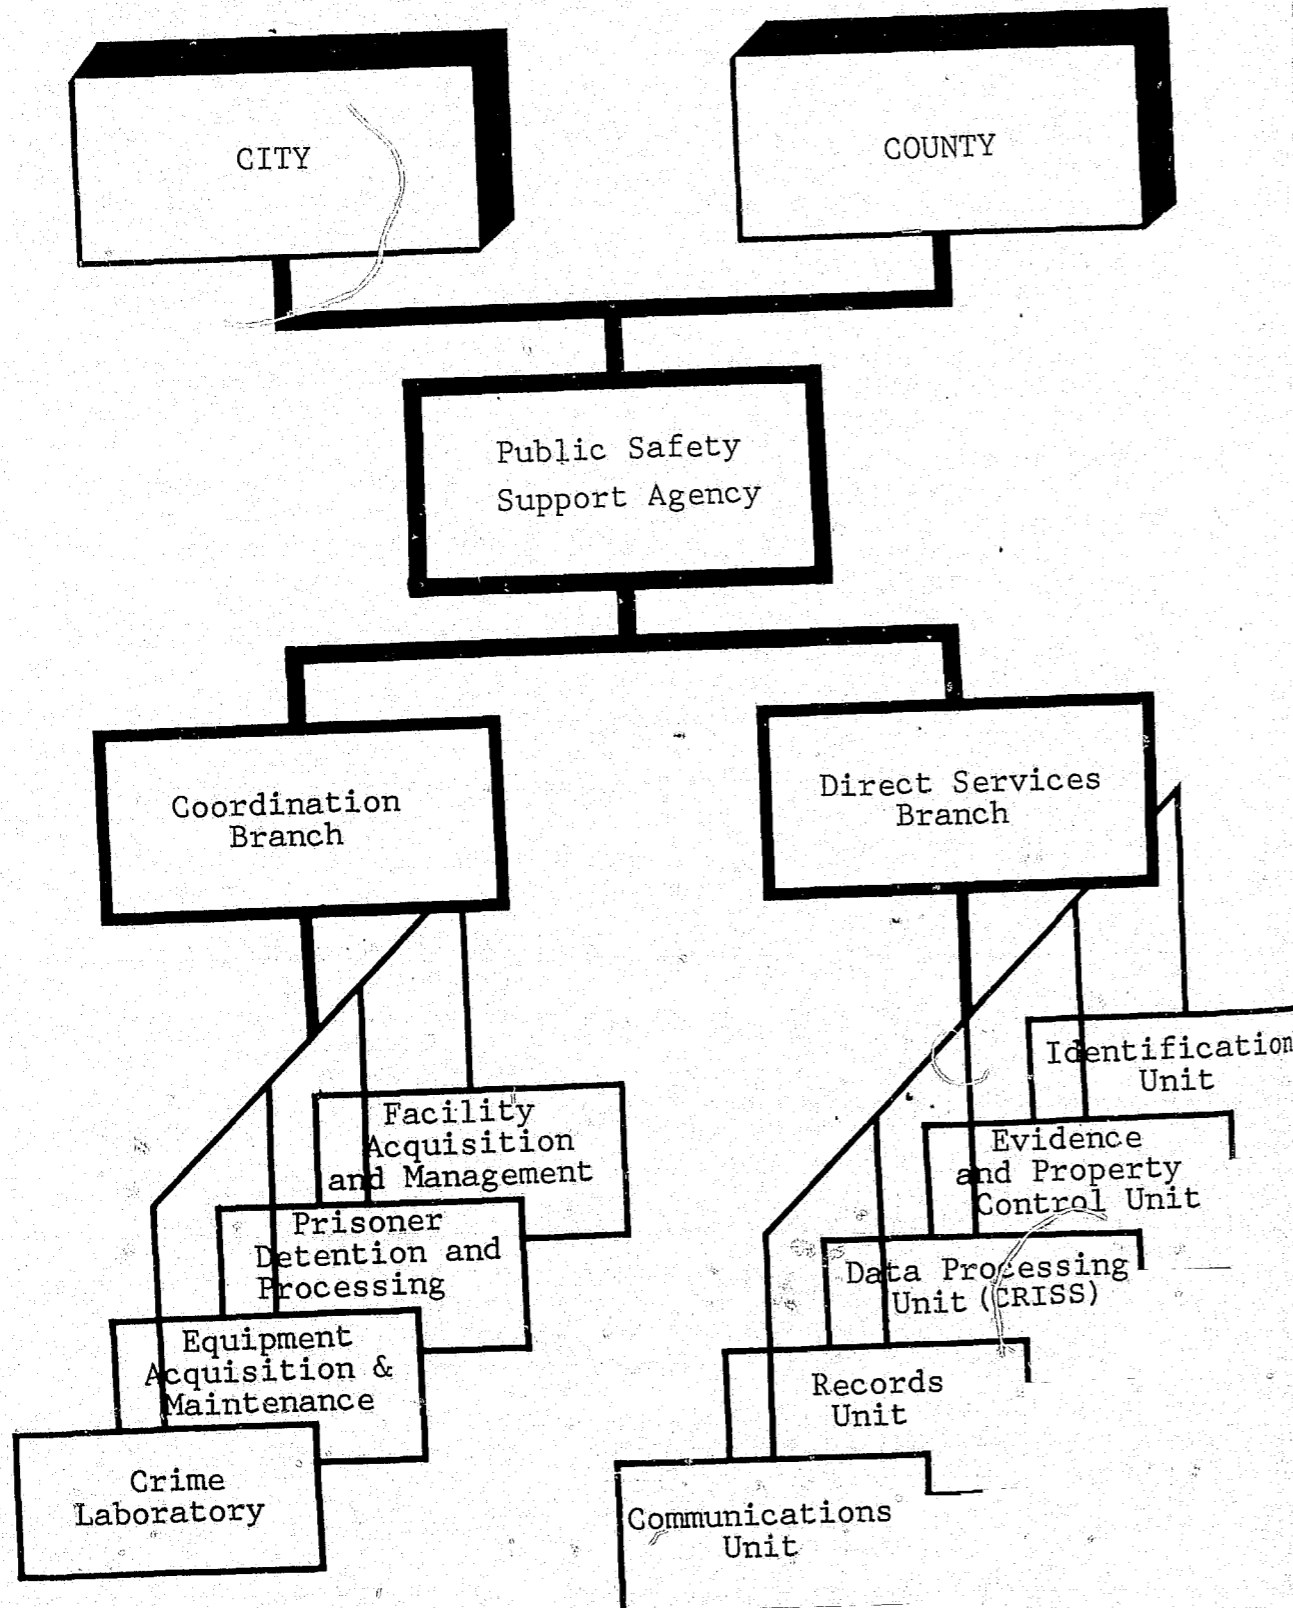 CITY
COUNTY
Public Safety
Support Agency
Coordination
Branch
Direct Services
Branch
Identification
Unit
Facility
Acquisition
and Management
Evidence
and Property
Control Unit
Prisoner
Detention and
Processing
Data Processing
Unit (CRISS)
Equipment
Acquisition &
Maintenance
Records
Unit
Crime
Laboratory
Communications
Unit